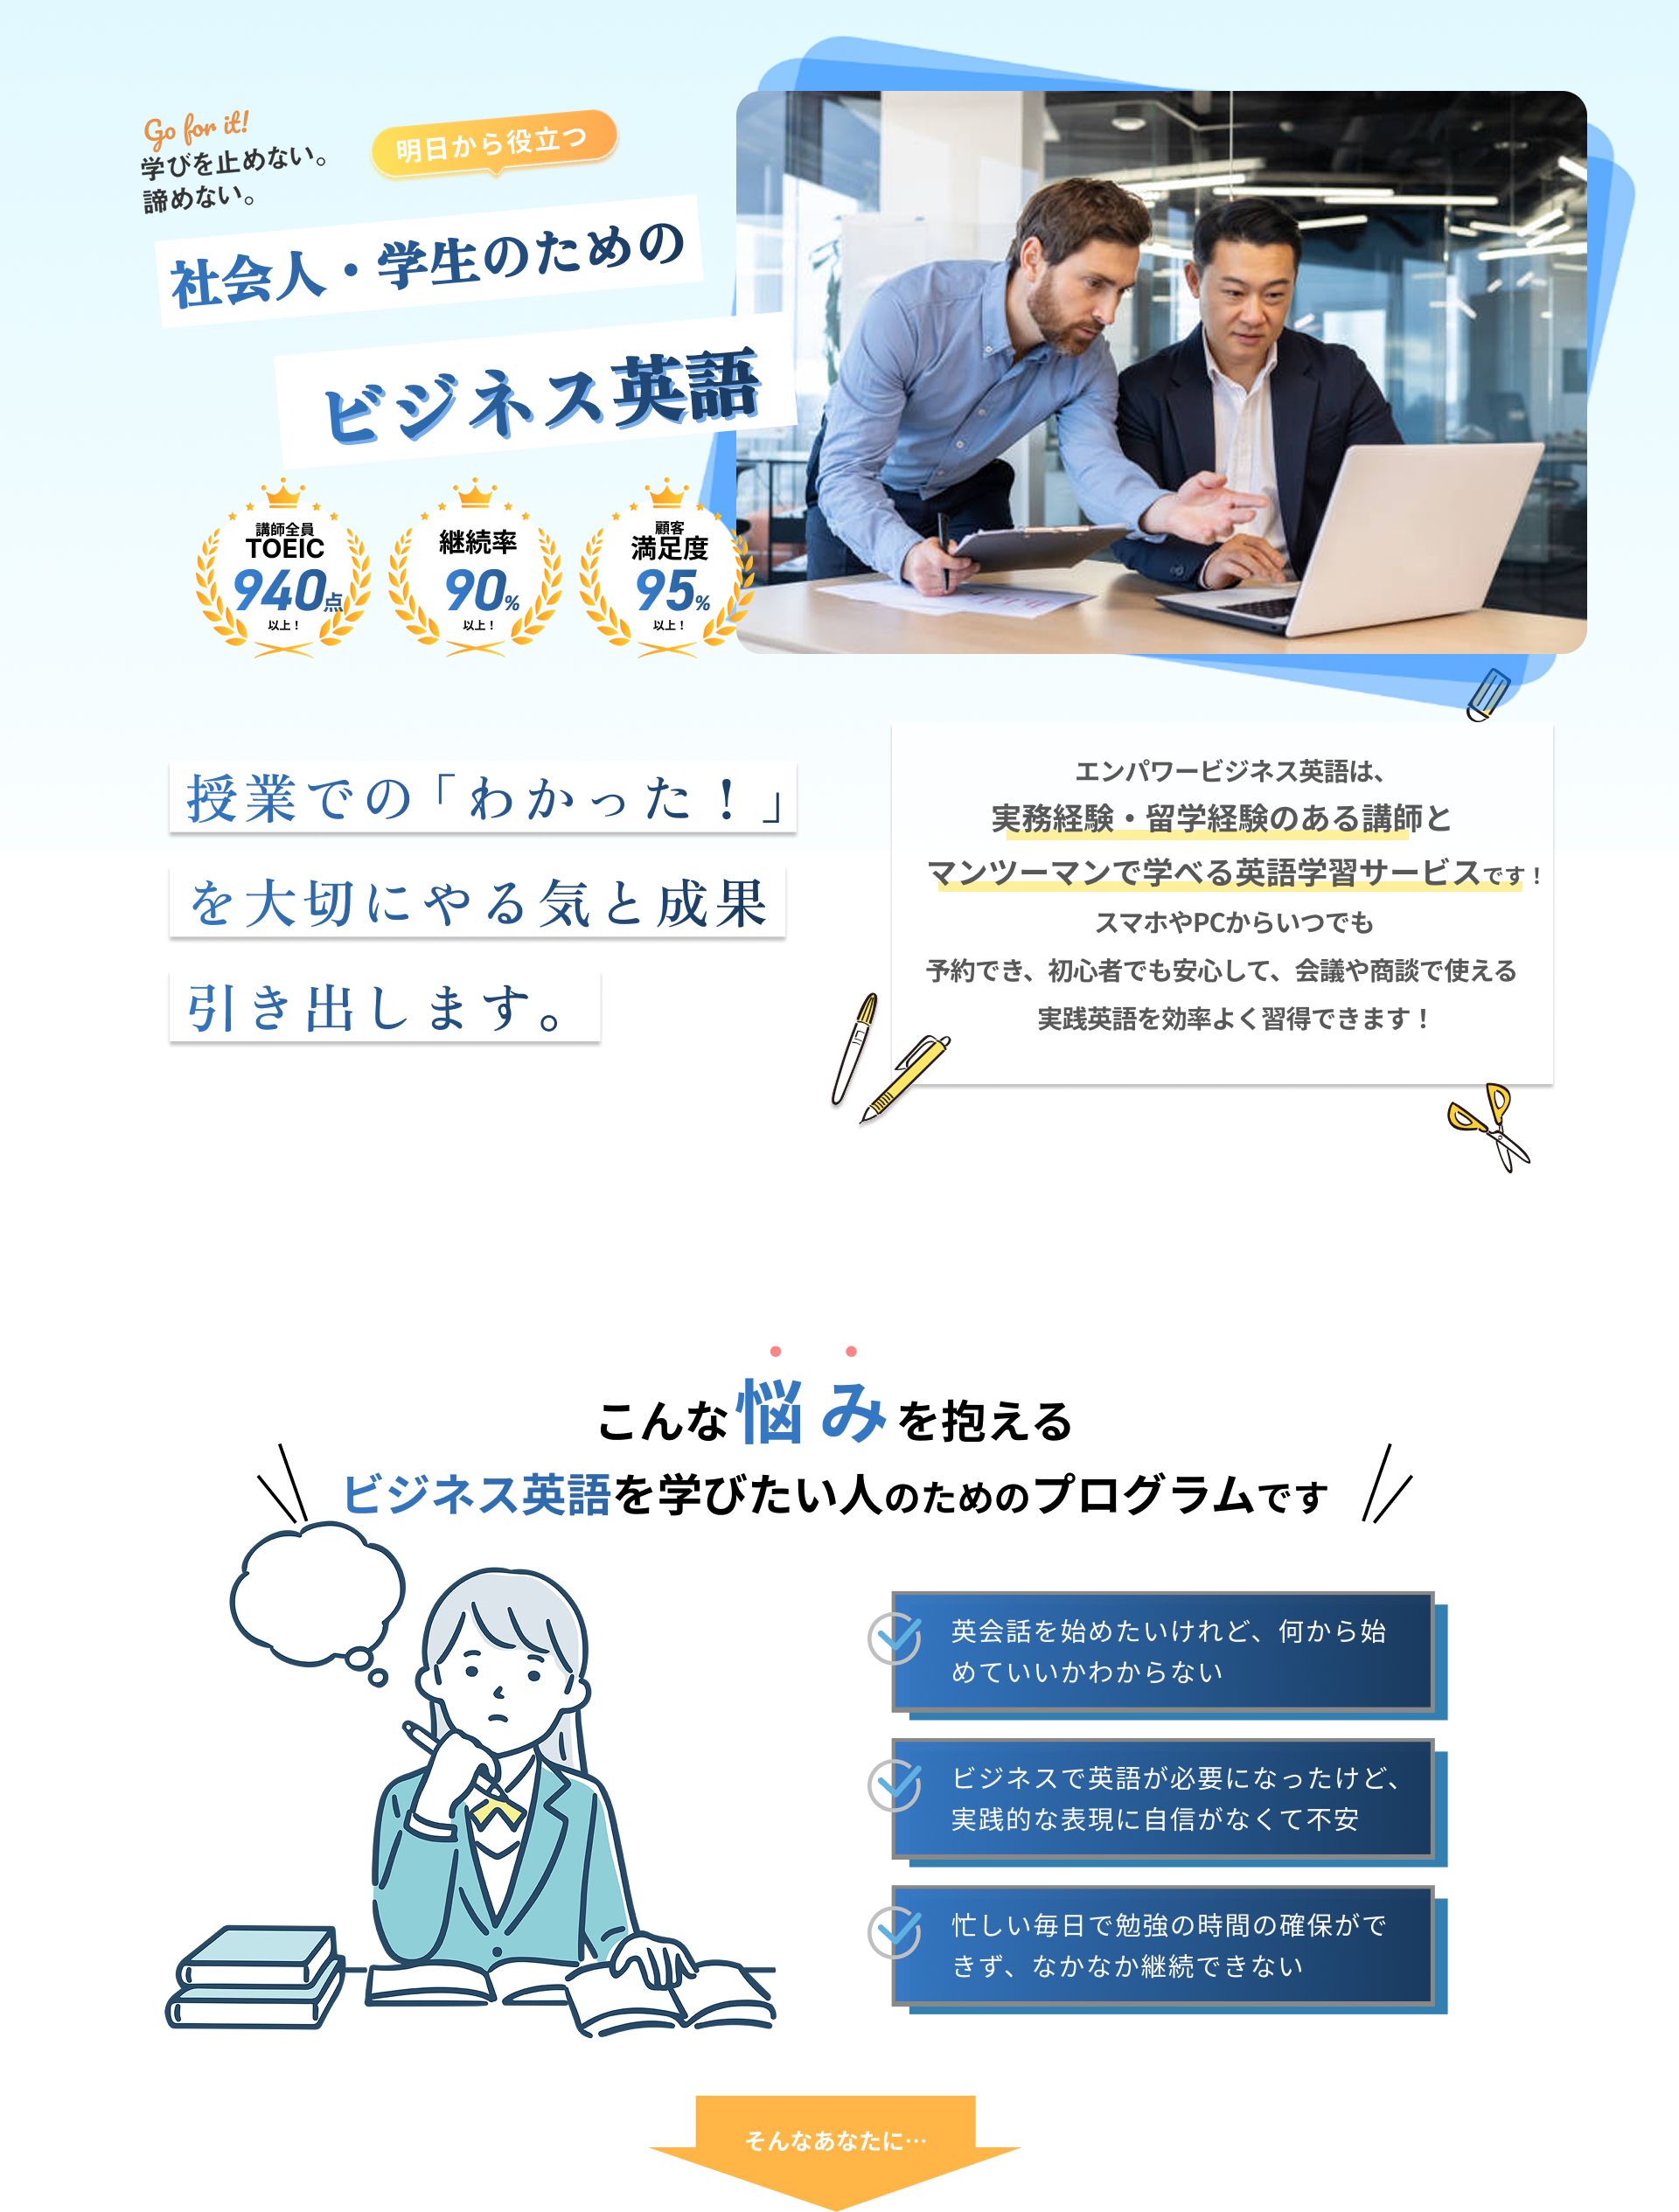 Go for it!
学びを止めない。
諦めない。
明日から役立つ
社会人・学生のための
ビジネス英語
講師全員
TOEIC
940点
以上！
継続率
90%
以上！
顧客
満足度
95%
以上！
授業での「わかった！」
を大切にやる気と成果
引き出します。
エンパワービジネス英語は、
実務経験・留学経験のある講師と
マンツーマンで学べる英語学習サービスです！
スマホやPCからいつでも
予約でき、初心者でも安心して、会議や商談で使える
実践英語を効率よく習得できます！
こんな悩みを抱える
ビジネス英語を学びたい人のためのプログラムです
英会話を始めたいけれど、何から始
めていいかわからない
ビジネスで英語が必要になったけど、
実践的な表現に自信がなくて不安
忙しい毎日で勉強の時間の確保がで
きず、なかなか継続できない
そんなあなたに…